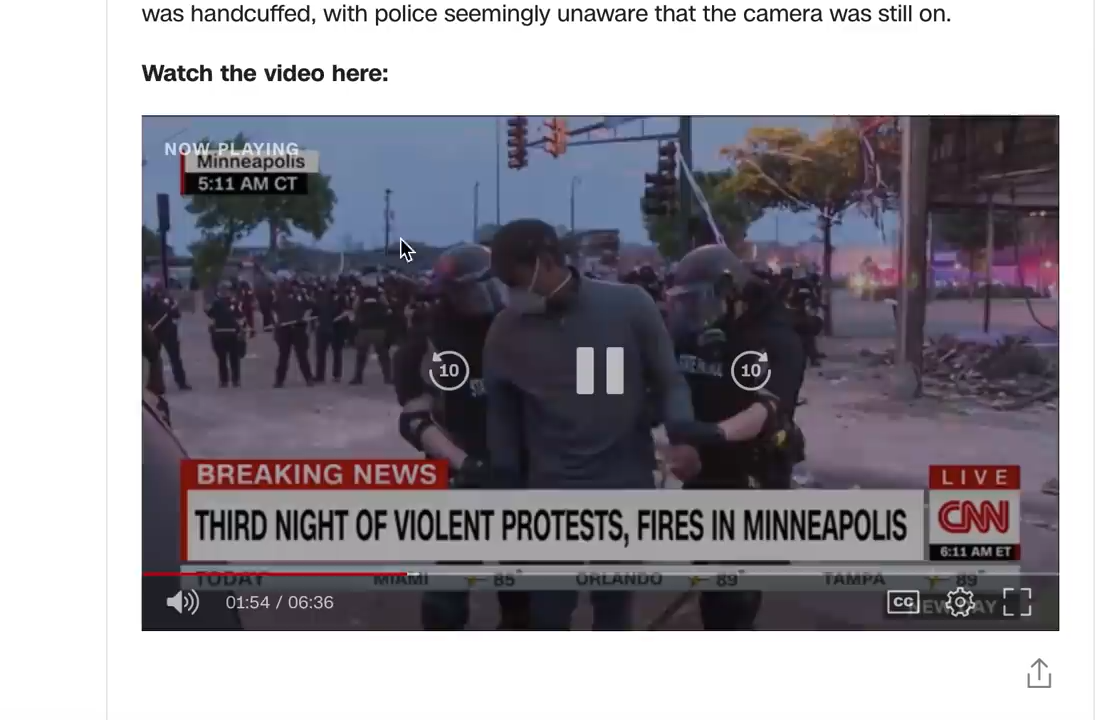 was handcuffed, with police seemingly unaware that the camera was still on.
Watch the video here:
NOW PLAYING
Minneapolis
5:11 AM CT
10
10
BREAKING NEWS
THIRD NIGHT OF VIOLENT PROTESTS, FIRES IN MINNEAPOLIS
LIVE
CNN
6:11 AM ET
TODAY MIAMI 85° ORLANDO 89° TAMPA 89°
01:54 / 06:36
CC
NEW DAY